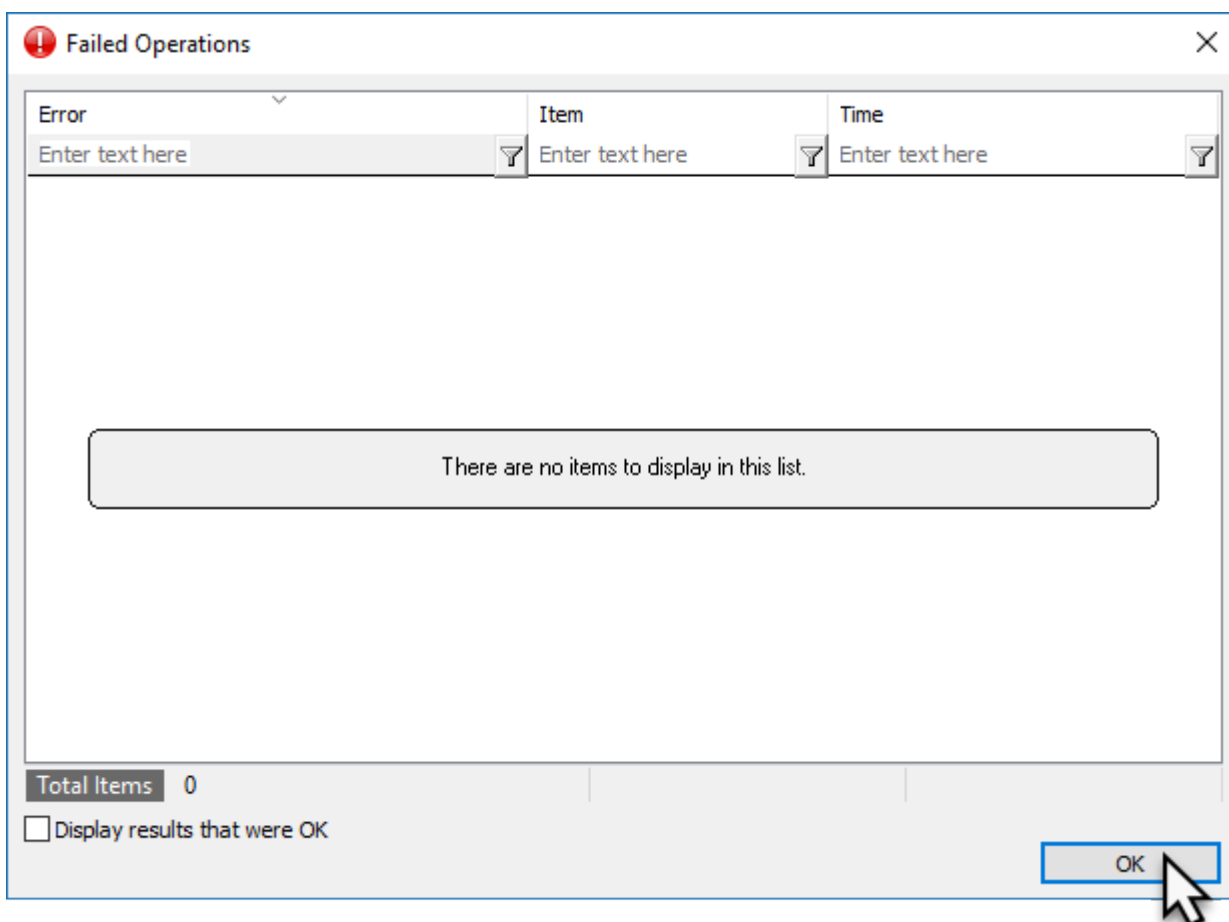 Failed Operations
Error Item Time
Enter text here Enter text here Enter text here
There are no items to display in this list.
Total Items 0
Display results that were OK
OK